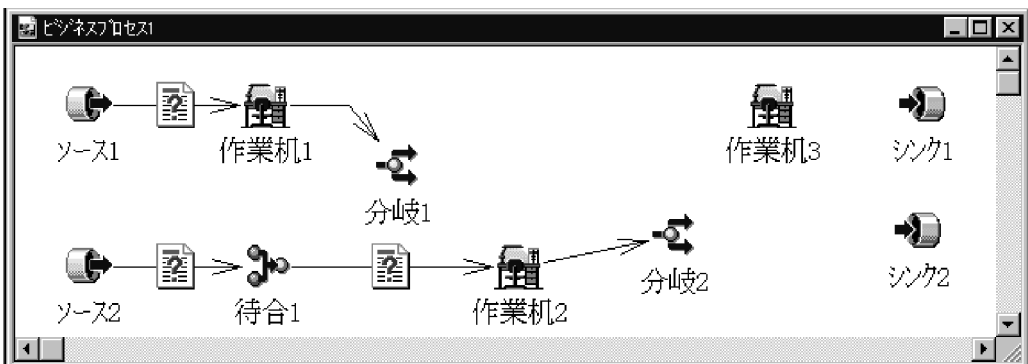 ビジネスプロセス1
ソース1
作業机1
作業机3
シンク1
分岐1
ソース2
待合1
作業机2
分岐2
シンク2